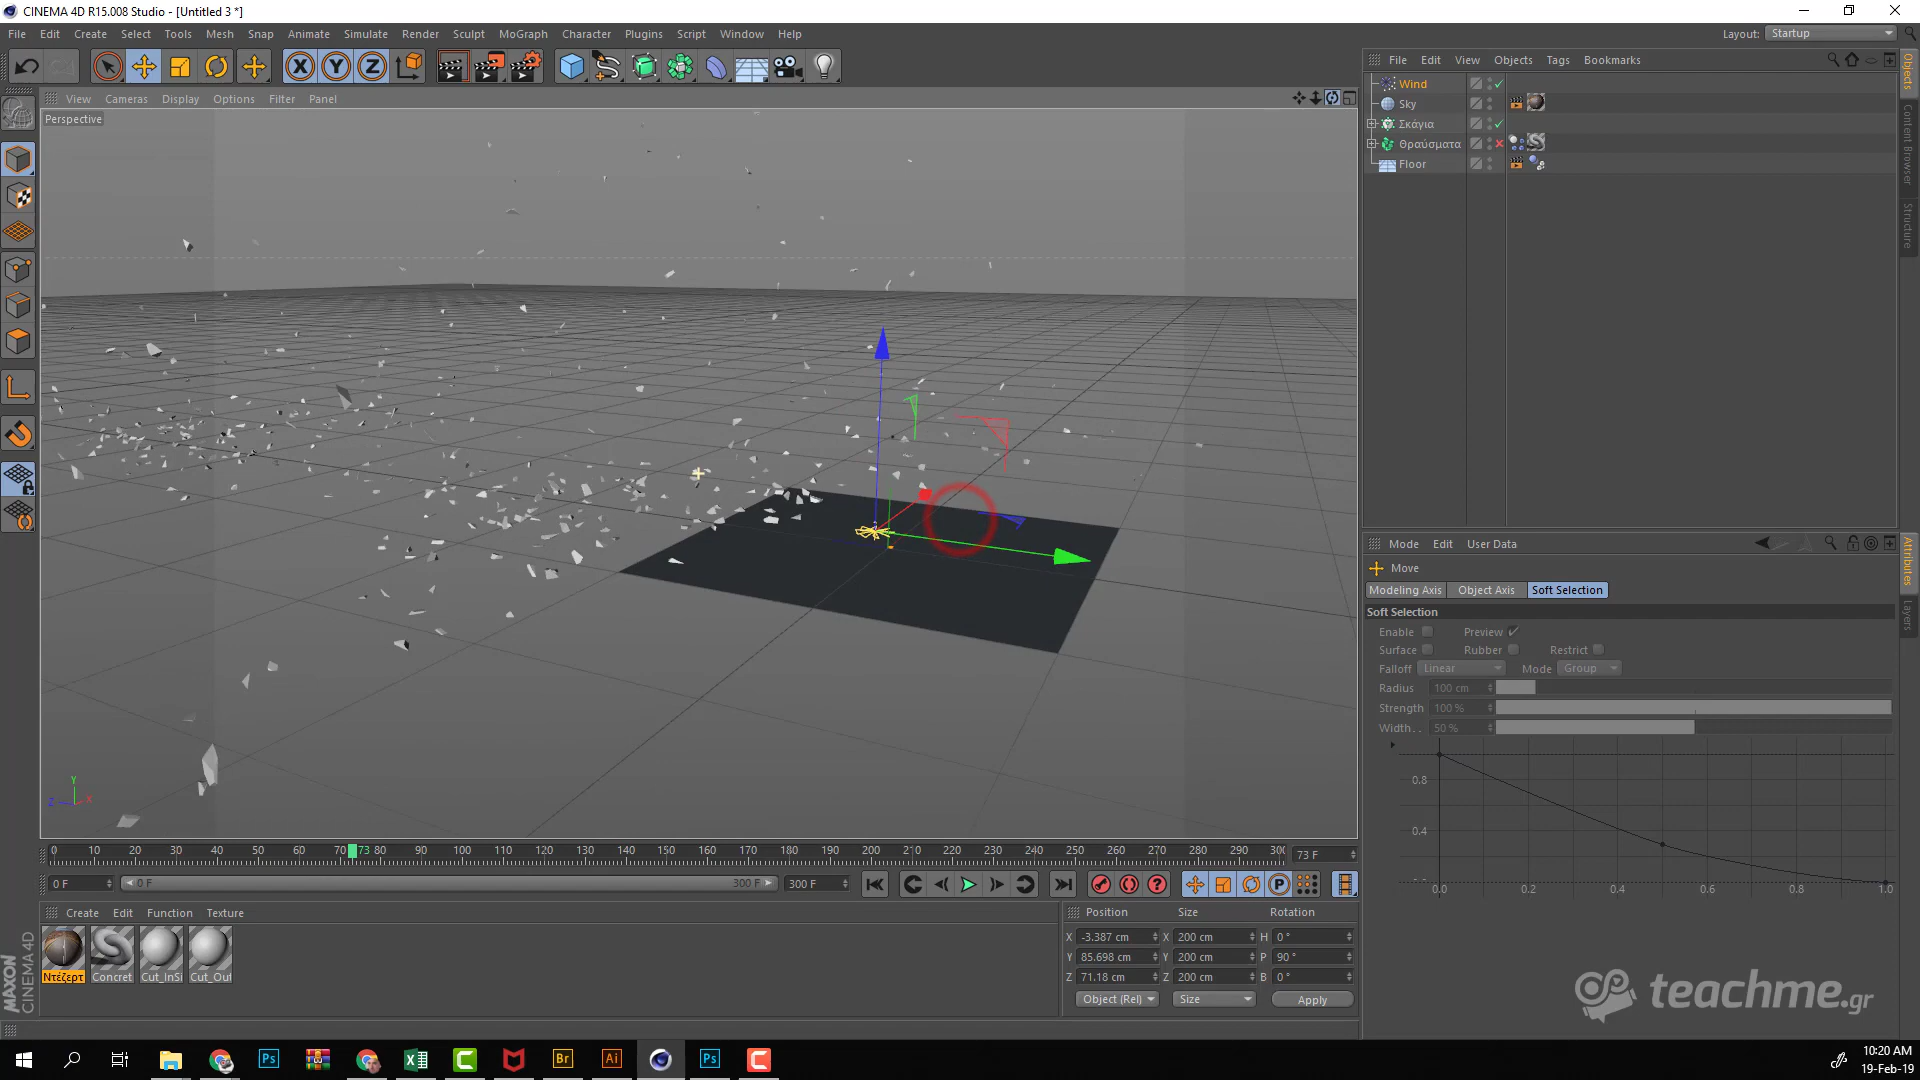 CINEMA 4D R15.008 Studio - [Untitled 3 *]
File Edit Create Select Tools Mesh Snap Animate Simulate Render Sculpt MoGraph Character Plugins Script Window Help
Layout: Startup
File Edit View Objects Tags Bookmarks
View Cameras Display Options Filter Panel
Perspective
Wind
Sky
Σκάγια
Θραύσματα
Floor
Objects
Content Browser
Structure
Mode Edit User Data
Move
Modeling Axis Object Axis Soft Selection
Soft Selection
Enable Preview
Surface Rubber Restrict
Falloff Linear Mode Group
Radius 100 cm
Strength 100 %
Width . . 50 %
0.8
0.4
0.0 0.2 0.4 0.6 0.8 1.0
Attributes
Layers
Y
Z X
0 10 20 30 40 50 60 70 73 80 90 100 110 120 130 140 150 160 170 180 190 200 210 220 230 240 250 260 270 280 290 300
73 F
0 F 0 F 300 F 300 F
Create Edit Function Texture
Ντέζερτ Concret Cut_InSi Cut_Out
Position Size Rotation
X -3.387 cm X 200 cm H 0 °
Y 85.698 cm Y 200 cm P 90 °
Z 71.18 cm Z 200 cm B 0 °
Object (Rel) Size Apply
MAXON
CINEMA 4D
teachme.gr
10:20 AM
19-Feb-19